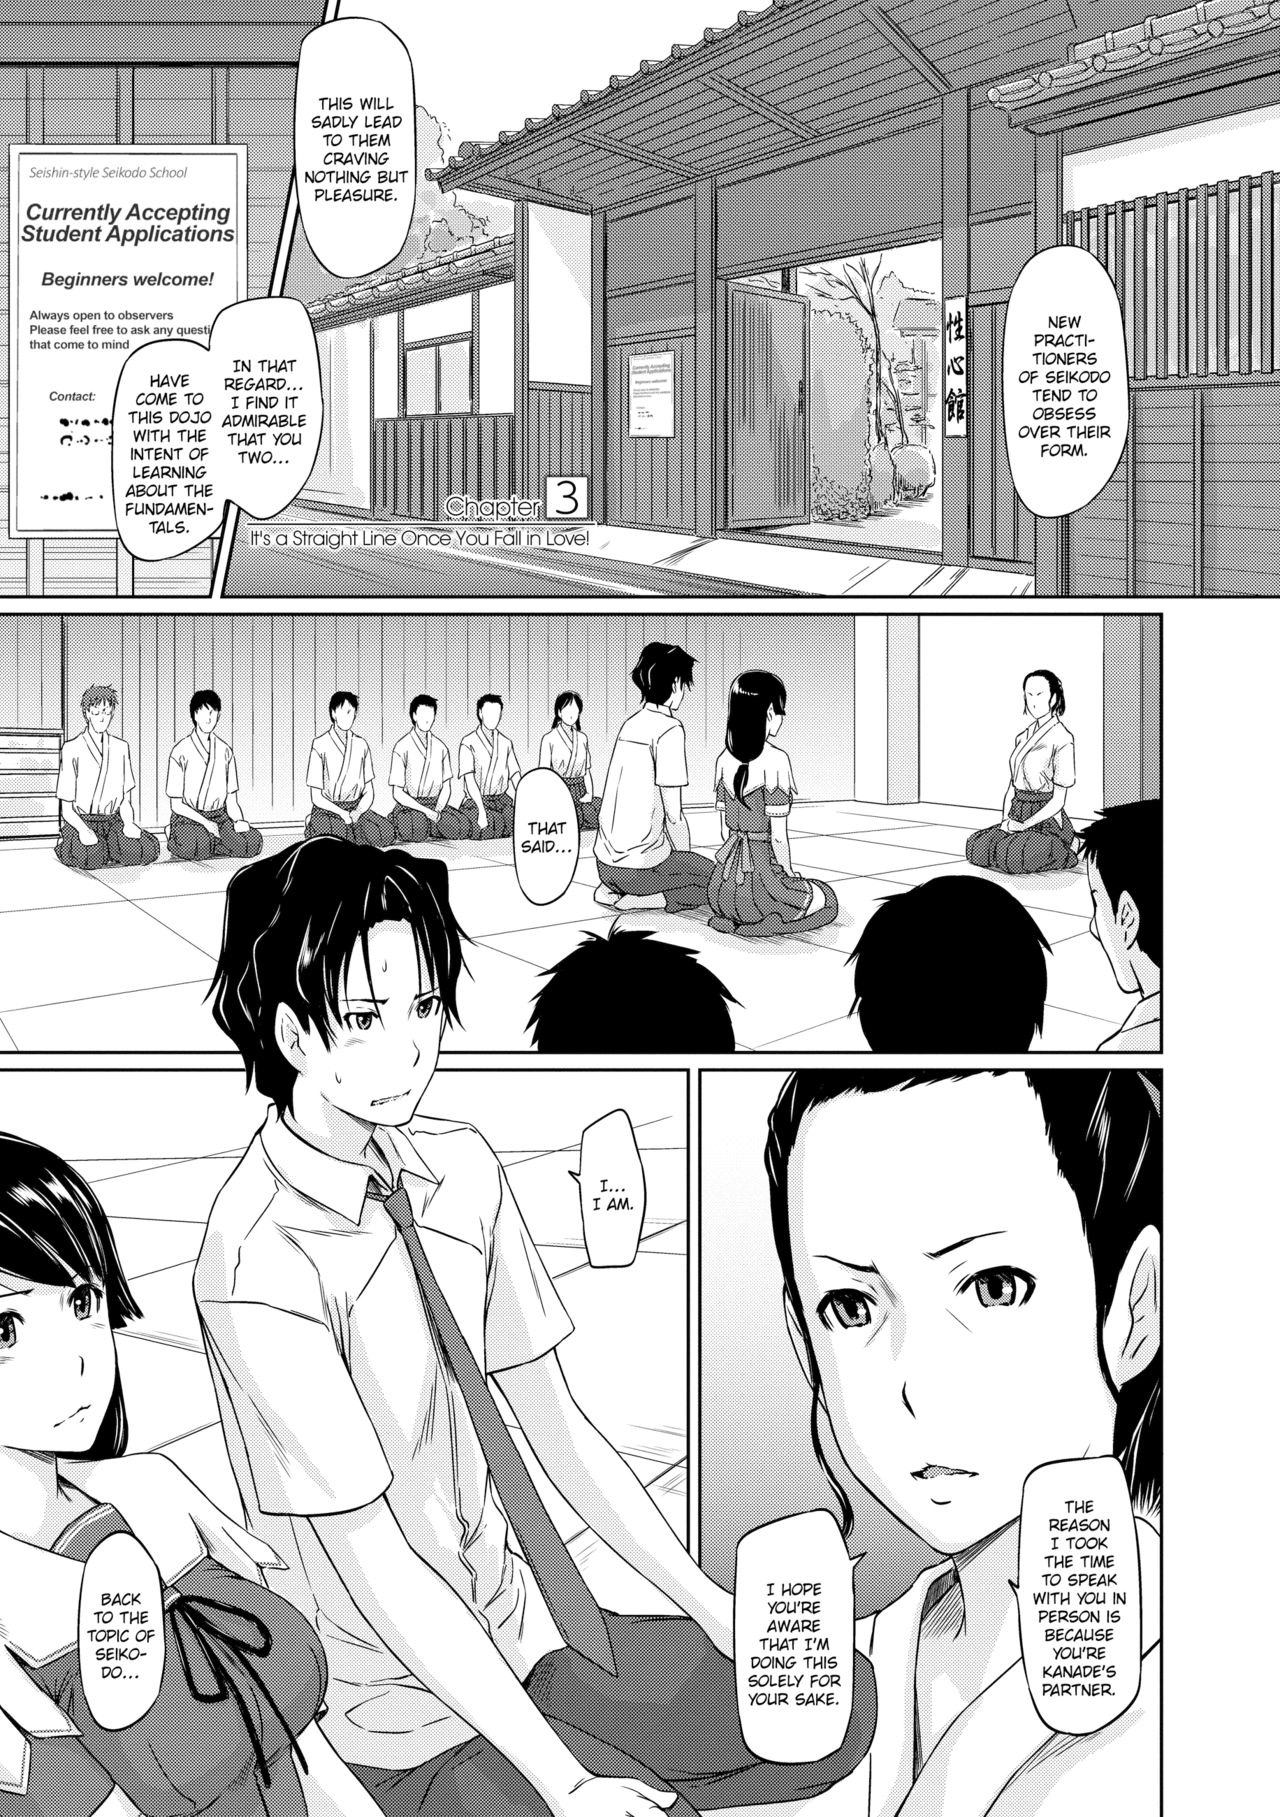 NEW
PRACTI-
TIONERS
OF SEIKODO
TEND TO
OBSESS
OVER THEIR
FORM.
性心館
Currently Accepting
Student Applications
Beginners welcome!
THIS WILL
SADLY LEAD
TO THEM
CRAVING
NOTHING BUT
PLEASURE.
Chapter 3
It's a Straight Line Once You Fall in Love!
Seishin-style Seikodo School
Currently Accepting
Student Applications
Beginners welcome!
Always open to observers
Please feel free to ask any questi
that come to mind
Contact:
IN THAT
REGARD...
I FIND IT
ADMIRABLE
THAT YOU
TWO...
HAVE
COME TO
THIS DOJO
WITH THE
INTENT OF
LEARNING
ABOUT THE
FUNDAMEN-
TALS.
THAT
SAID...
THE
REASON
I TOOK
THE TIME
TO SPEAK
WITH YOU IN
PERSON IS
BECAUSE
YOU'RE
KANADE'S
PARTNER.
I HOPE
YOU'RE
AWARE
THAT I'M
DOING THIS
SOLELY FOR
YOUR SAKE.
I...
I AM.
BACK
TO THE
TOPIC OF
SEIKO-
DO...